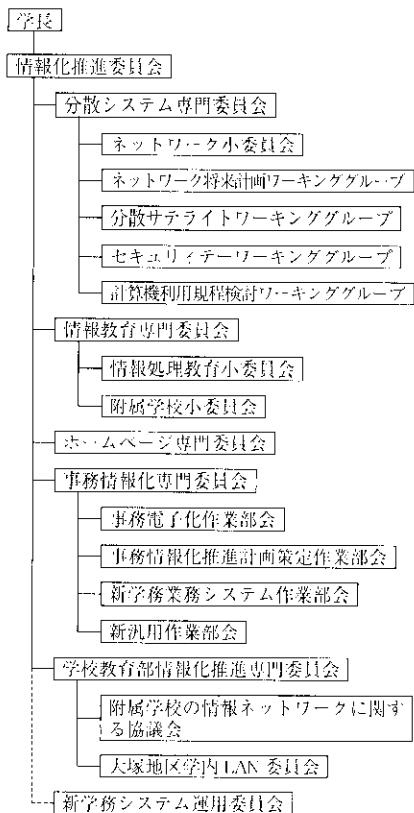 学長
情報化推進委員会
分散システム専門委員会
ネットワーク小委員会
ネットワーク将来計画ワーキンググループ
分散サテライトワーキンググループ
セキュリィテーワーキンググループ
計算機利用規程検討ワーキンググループ
情報教育専門委員会
情報処理教育小委員会
附属学校小委員会
ホームページ専門委員会
事務情報化専門委員会
事務電子化作業部会
事務情報化推進計画策定作業部会
新学務業務システム作業部会
新汎用作業部会
学校教育部情報化推進専門委員会
附属学校の情報ネットワークに関す
る協議会
大塚地区学内 LAN 委員会
新学務システム運用委員会